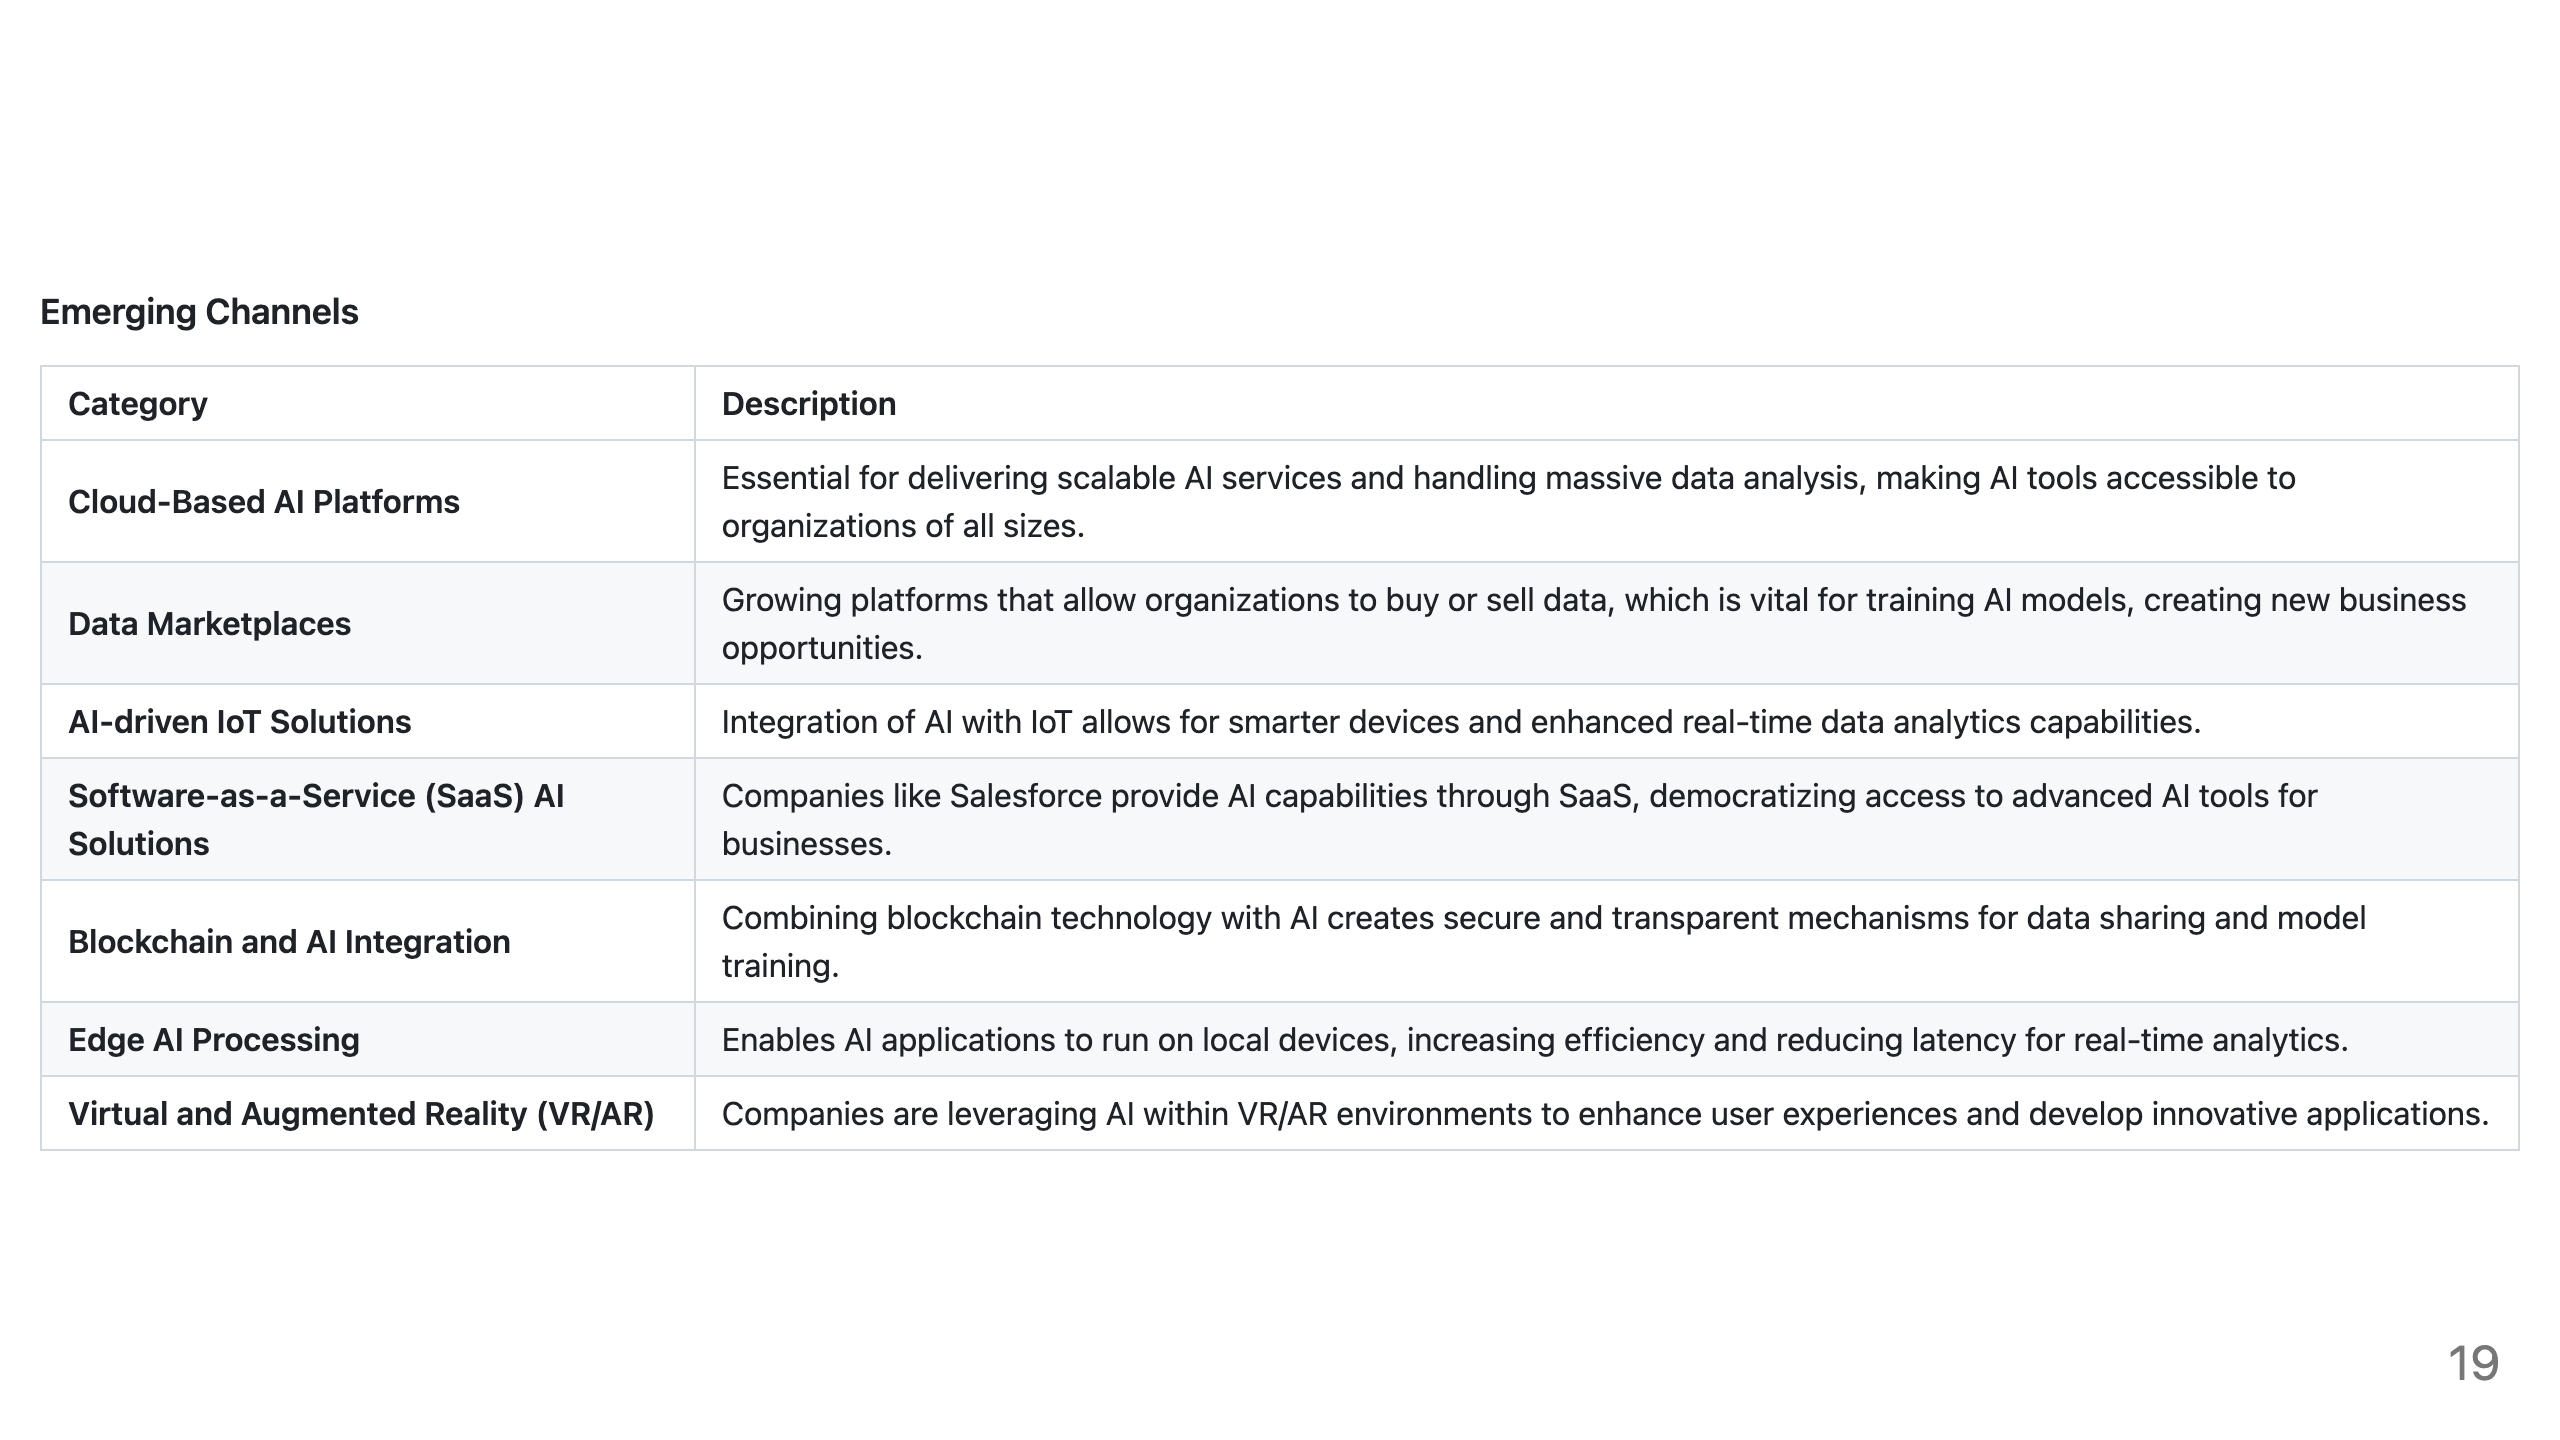 Emerging Channels
Category
Description
Cloud-Based AI Platforms
Essential for delivering scalable AI services and handling massive data analysis, making AI tools accessible to
organizations of all sizes.
Data Marketplaces
Growing platforms that allow organizations to buy or sell data, which is vital for training AI models, creating new business
opportunities.
AI-driven IoT Solutions
Integration of AI with IoT allows for smarter devices and enhanced real-time data analytics capabilities.
Software-as-a-Service (SaaS) AI
Solutions
Companies like Salesforce provide AI capabilities through SaaS, democratizing access to advanced AI tools for
businesses.
Blockchain and AI Integration
Combining blockchain technology with AI creates secure and transparent mechanisms for data sharing and model
training.
Edge AI Processing
Enables AI applications to run on local devices, increasing efficiency and reducing latency for real-time analytics.
Virtual and Augmented Reality (VR/AR)
Companies are leveraging AI within VR/AR environments to enhance user experiences and develop innovative applications.
19